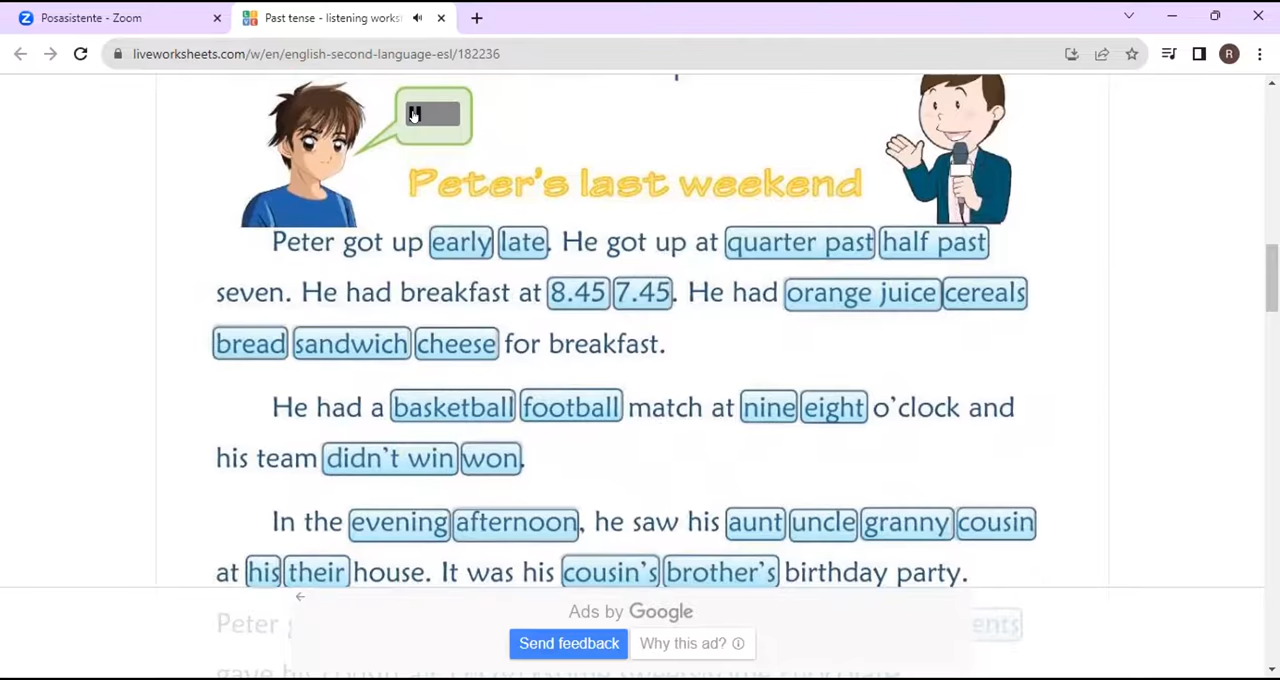 Posasistente - Zoom
Past tense - listening works
liveworksheets.com/w/en/english-second-language-esl/182236
R
Peter's last weekend
Peter got up early late. He got up at quarter past half past
seven. He had breakfast at 8.45 7.45. He had orange juice cereals
bread sandwich cheese for breakfast.
He had a basketball football match at nine eight o'clock and
his team didn't win won.
In the evening afternoon, he saw his aunt uncle granny cousin
at his their house. It was his cousin's brother's birthday party.
Peter
ents
Ads by Google
Send feedback
Why this ad?